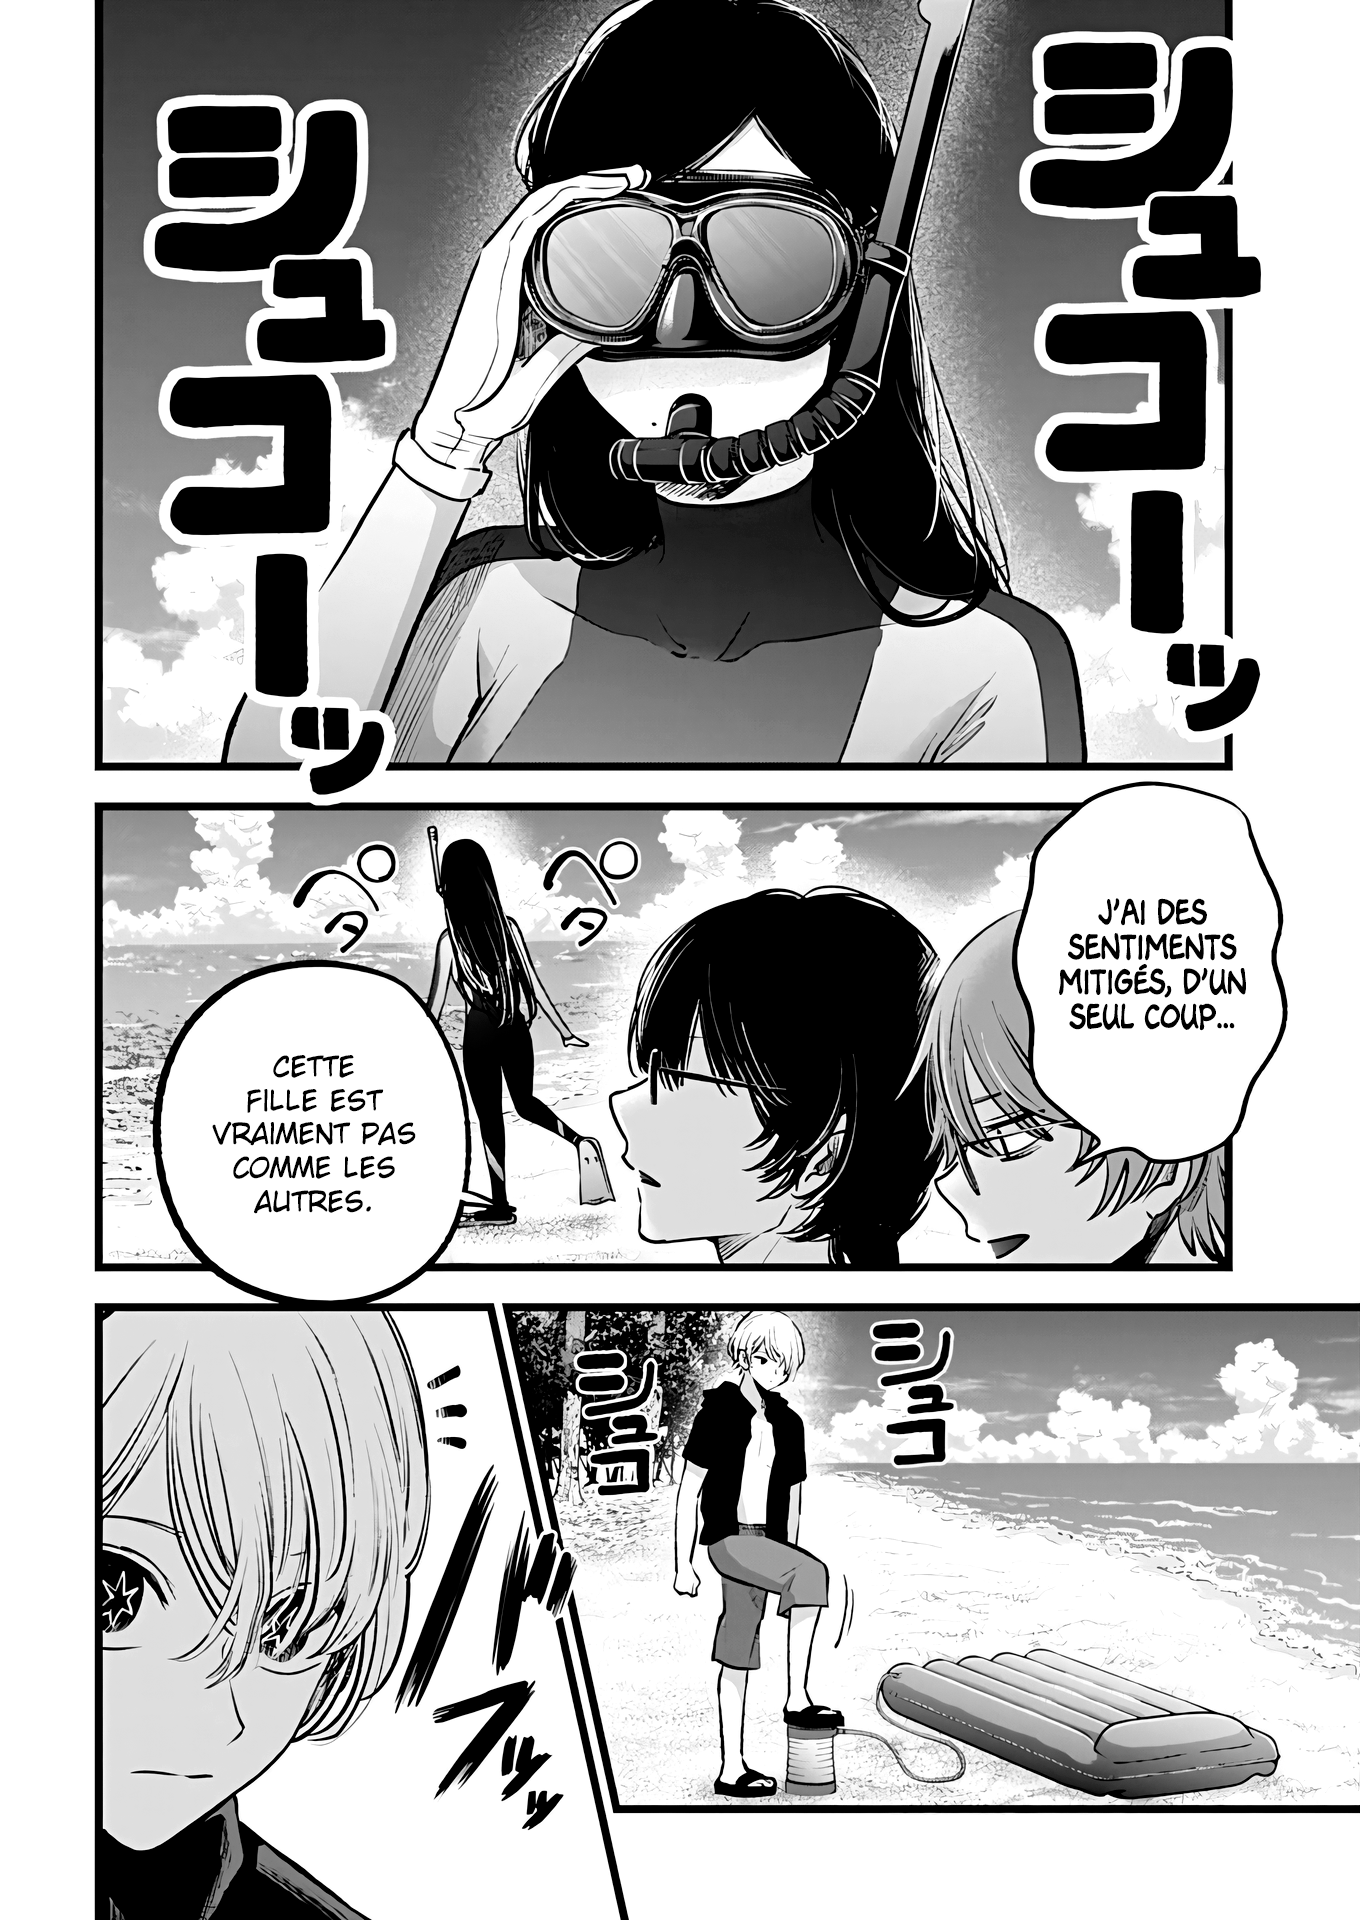 シュコーッ
シュコーッ
J'AI DES
SENTIMENTS
MITIGÉS, D'UN
SEUL COUP...
ペタ
ペタ
CETTE
FILLE EST
VRAIMENT PAS
COMME LES
AUTRES.
シュコ
シュコ
バッ